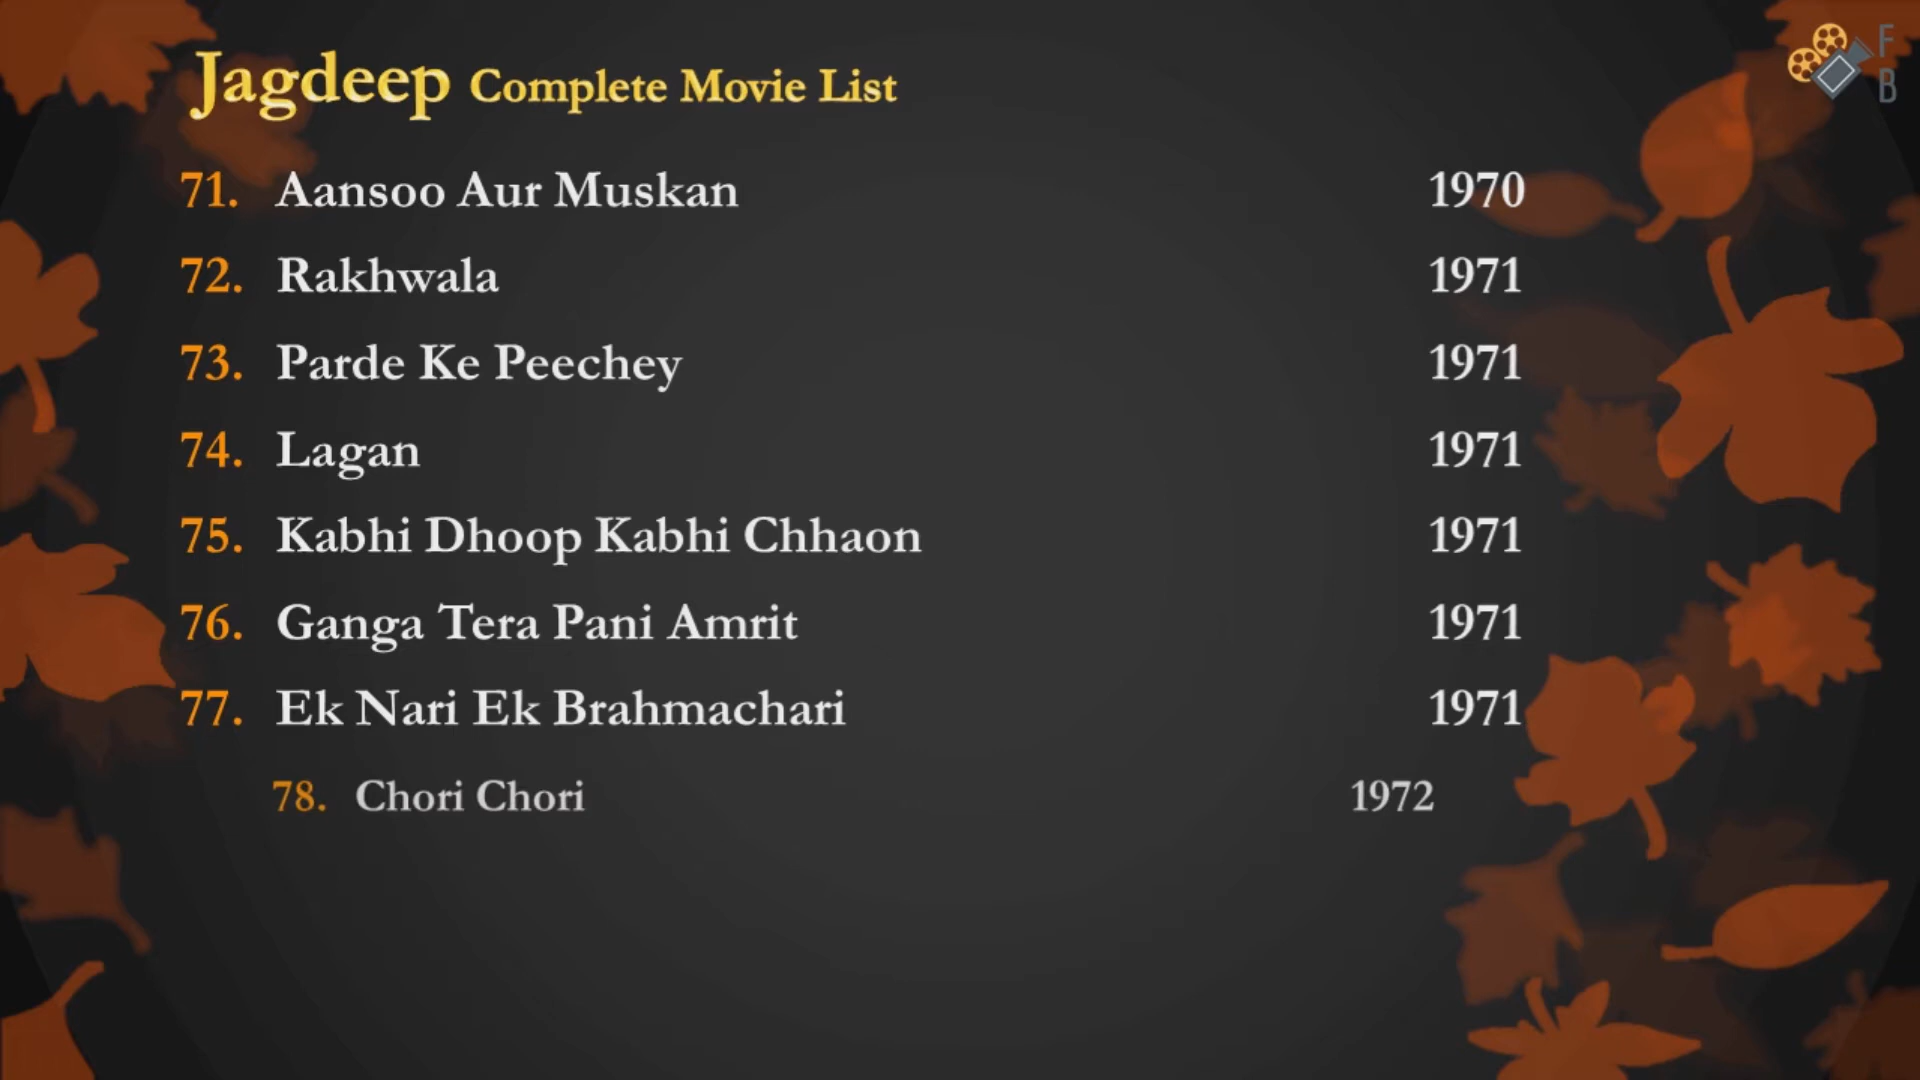 Jagdeep Complete Movie List
71. Aansoo Aur Muskan 1970
72. Rakhwala 1971
73. Parde Ke Peechey 1971
74. Lagan 1971
75. Kabhi Dhoop Kabhi Chhaon 1971
76. Ganga Tera Pani Amrit 1971
77. Ek Nari Ek Brahmachari 1971
78. Chori Chori 1972
F
B